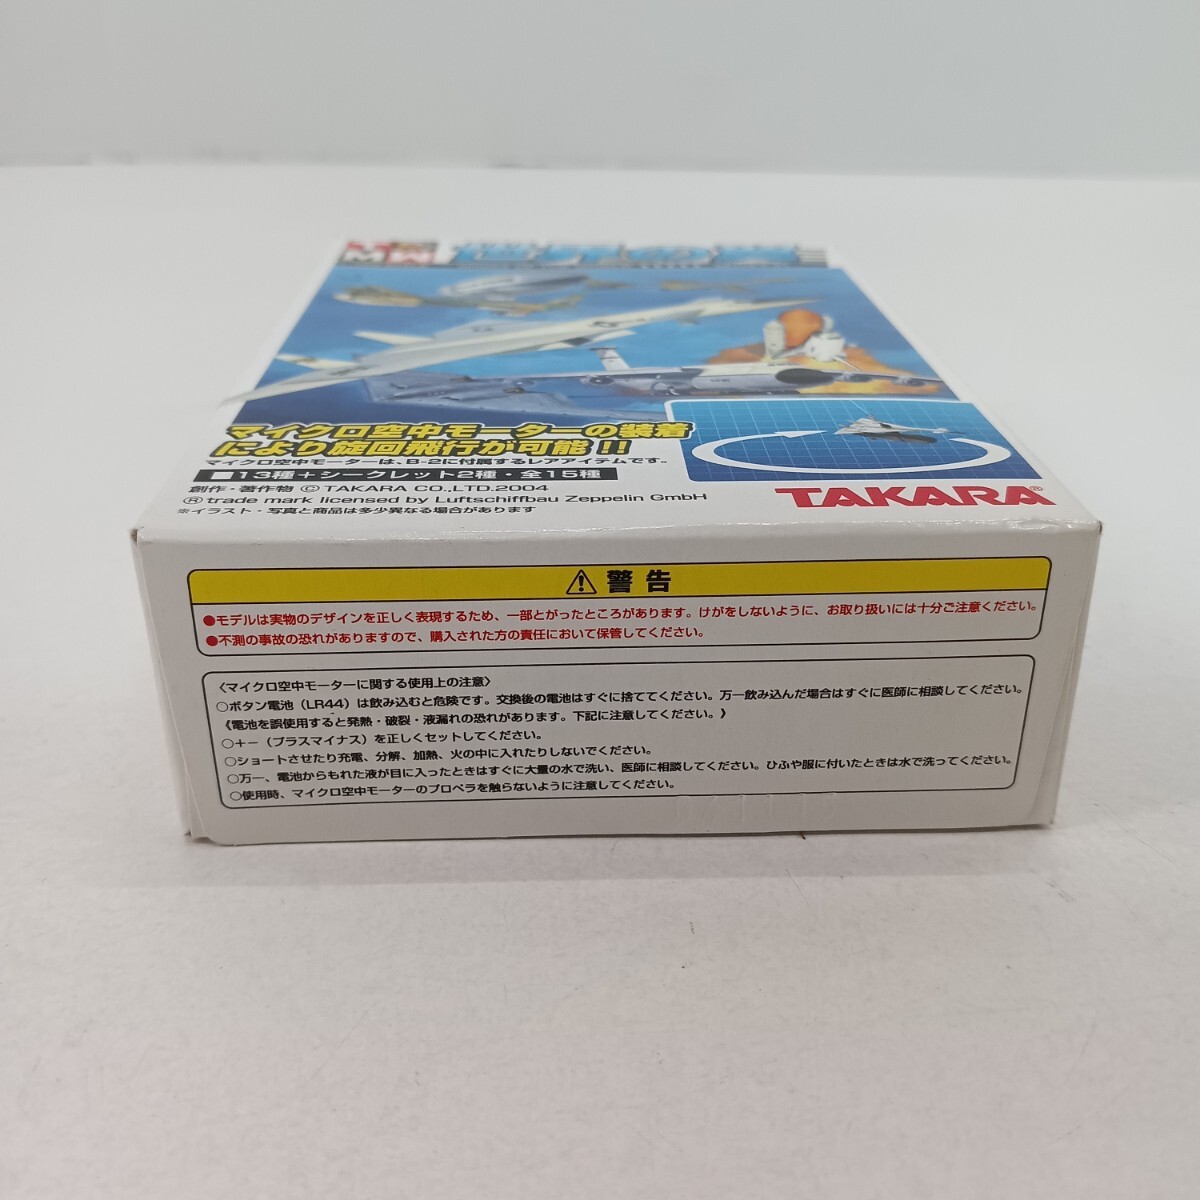 マイクロ空中モーターの装着
により旋回飛行が可能!!
マイクロ空中モーターは、B-2に付属するレアアイテムです。
■13種+シークレット2種・全15種
創作・著作物 ©TAKARA CO.,LTD.2004
® trade mark licensed by Luftschiffbau Zeppelin GmbH
※イラスト・写真と商品は多少異なる場合があります
TAKARA®
⚠警告
●モデルは実物のデザインを正しく表現するため、一部とがったところがあります。けがをしないように、お取り扱いには十分ご注意ください。
●不測の事故の恐れがありますので、購入された方の責任において保管してください。
〈マイクロ空中モーターに関する使用上の注意〉
○ボタン電池(LR44)は飲み込むと危険です。交換後の電池はすぐに捨ててください。万一飲み込んだ場合はすぐに医師に相談してください。
《電池を誤使用すると発熱・破裂・液漏れの恐れがあります。下記に注意してください。》
○+−(プラスマイナス)を正しくセットしてください。
○ショートさせたり充電、分解、加熱、火の中に入れたりしないでください。
○万一、電池からもれた液が目に入ったときはすぐに大量の水で洗い、医師に相談してください。ひふや服に付いたときは水で洗ってください。
○使用時、マイクロ空中モーターのプロペラを触らないように注意してください。